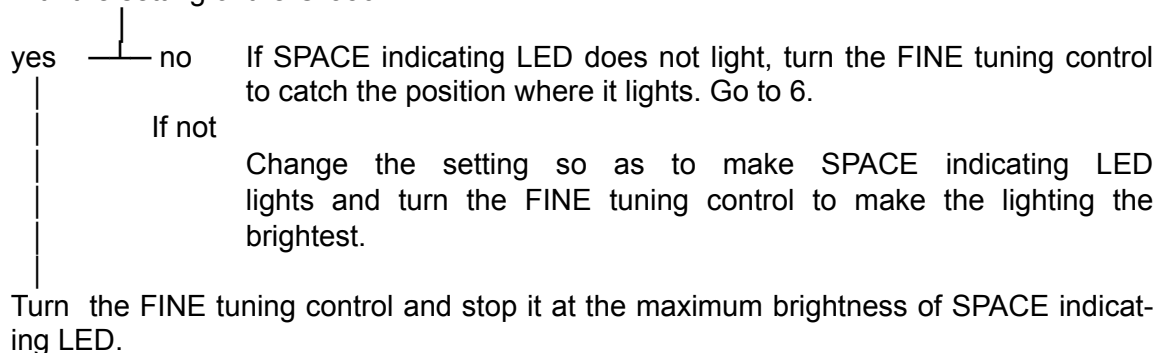 yes no If SPACE indicating LED does not light, turn the FINE tuning control
to catch the position where it lights. Go to 6.
If not
Change the setting so as to make SPACE indicating LED
lights and turn the FINE tuning control to make the lighting the
brightest.
Turn the FINE tuning control and stop it at the maximum brightness of SPACE indicat-
ing LED.